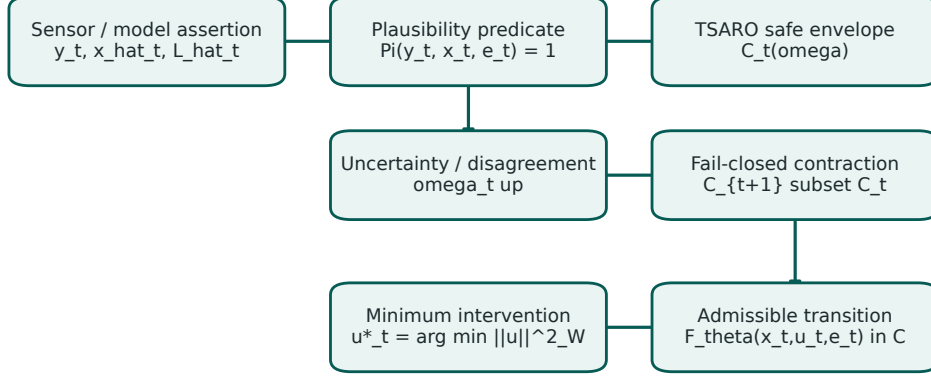 Sensor / model assertion
y_t, x_hat_t, L_hat_t
Plausibility predicate
Pi(y_t, x_t, e_t) = 1
TSARO safe envelope
C_t(omega)
Uncertainty / disagreement
omega_t up
Fail-closed contraction
C_{t+1} subset C_t
Minimum intervention
u*_t = arg min ||u||^2_W
Admissible transition
F_theta(x_t,u_t,e_t) in C